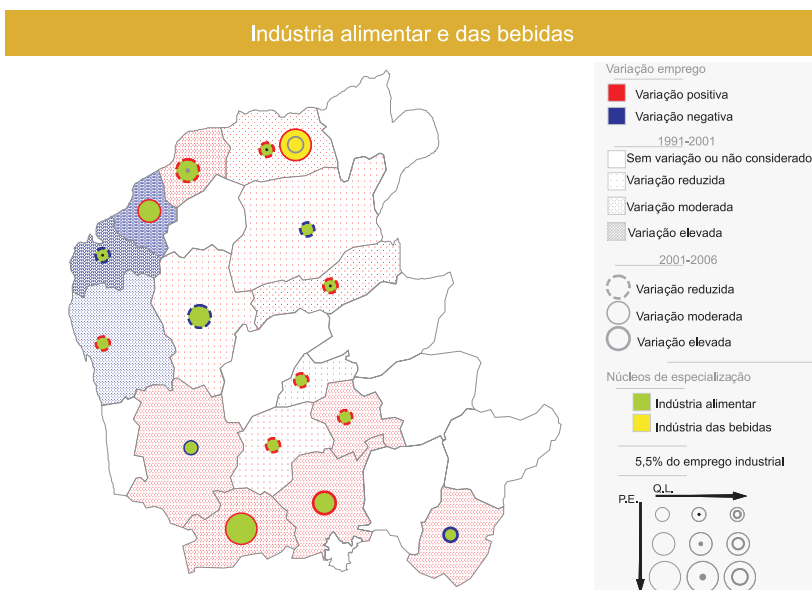 Indústria alimentar e das bebidas
Variação emprego
Variação positiva
Variação negativa
1991-2001
Sem variação ou não considerado
Variação reduzida
Variação moderada
Variação elevada
2001-2006
Variação reduzida
Variação moderada
Variação elevada
Núcleos de especialização
Indústria alimentar
Indústria das bebidas
5,5% do emprego industrial
Q.L.
P.E.